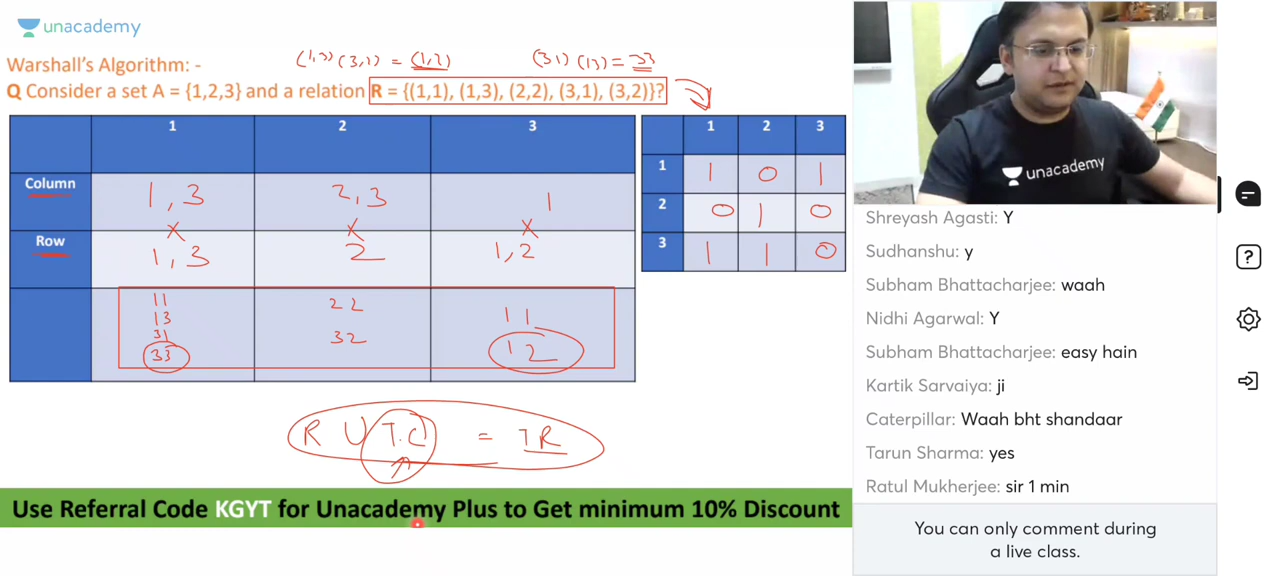 unacademy
Warshall's Algorithm: -
(1,3) (3,1) = (1,1) (31) (13) = 33
Q Consider a set A = {1,2,3} and a relation R = {(1,1), (1,3), (2,2), (3,1), (3,2)}?
1 2 3
Column 1, 3 2,3 1
x x x
Row 1, 3 2 1, 2
11 22 11
13 32 12
31
33
1 2 3
1 1 0 1
2 0 1 0
3 1 1 0
R U T.C = TR
Use Referral Code KGYT for Unacademy Plus to Get minimum 10% Discount
unacademy
Shreyash Agasti: Y
Sudhanshu: y
Subham Bhattacharjee: waah
Nidhi Agarwal: Y
Subham Bhattacharjee: easy hain
Kartik Sarvaiya: ji
Caterpillar: Waah bht shandaar
Tarun Sharma: yes
Ratul Mukherjee: sir 1 min
You can only comment during
a live class.
?